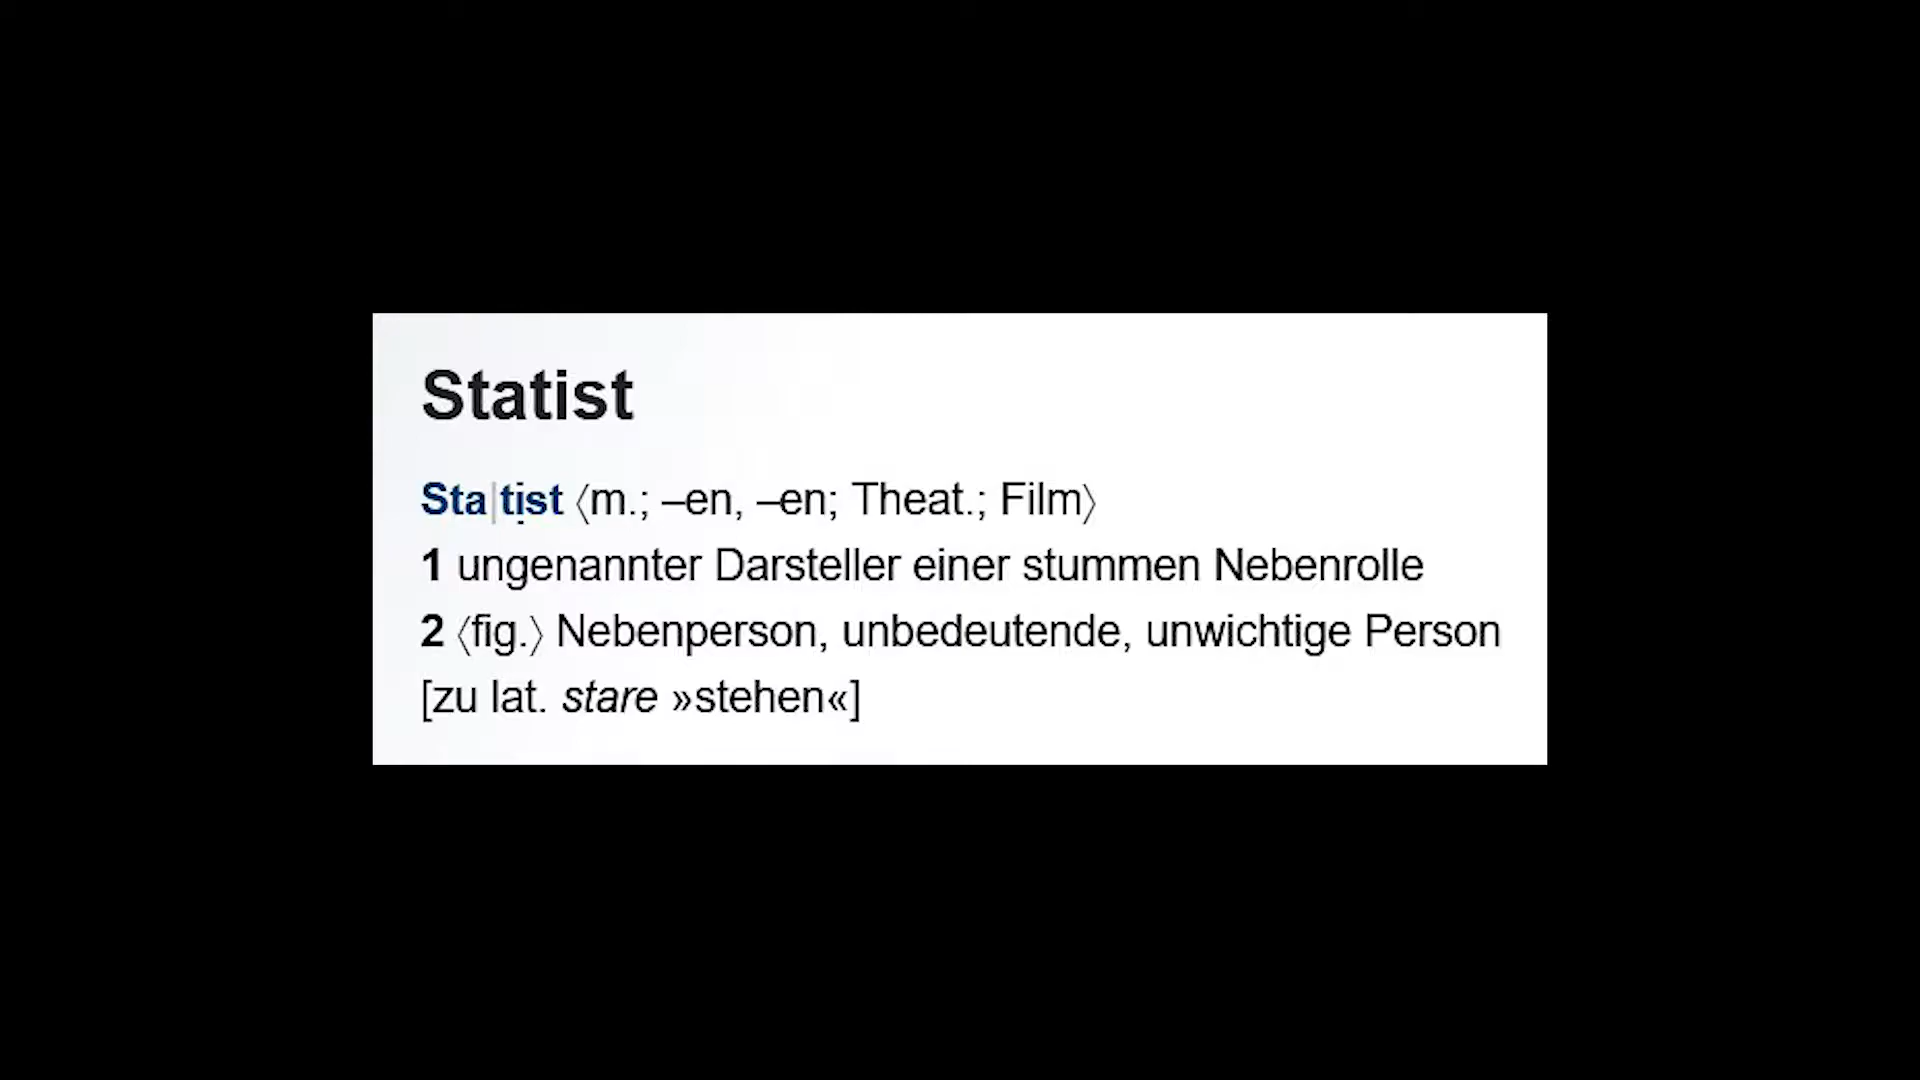 Statist
Sta|tịst 〈m.; –en, –en; Theat.; Film〉
1 ungenannter Darsteller einer stummen Nebenrolle
2 〈fig.〉 Nebenperson, unbedeutende, unwichtige Person
[zu lat. stare »stehen«]